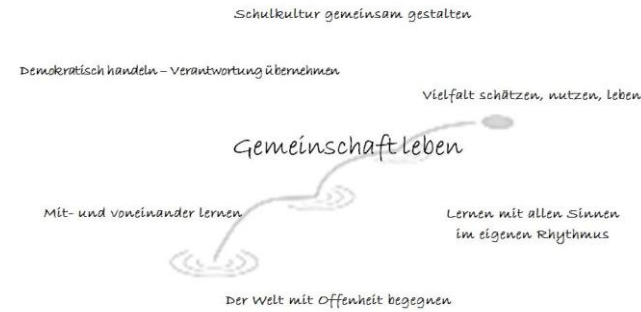 Schulkultur gemeinsam gestalten
Demokratisch handeln – Verantwortung übernehmen
Vielfalt schätzen, nutzen, leben
Gemeinschaft leben
Mit- und voneinander lernen
Lernen mit allen Sinnen
im eigenen Rhythmus
Der Welt mit Offenheit begegnen